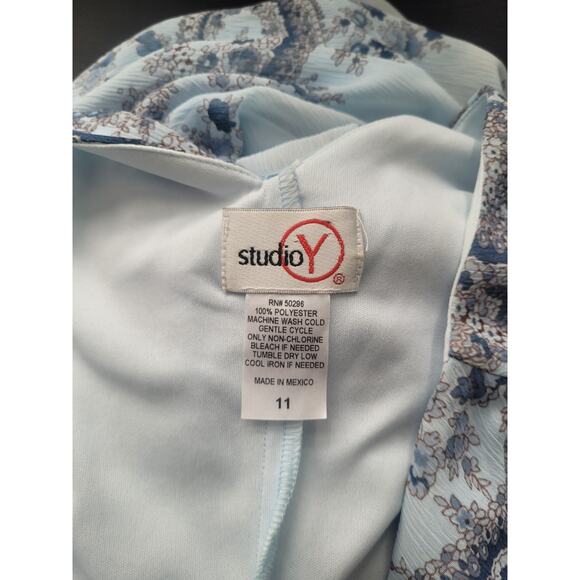 studio Y ®
RN# 50296
100% POLYESTER
MACHINE WASH COLD
GENTLE CYCLE
ONLY NON-CHLORINE
BLEACH IF NEEDED
TUMBLE DRY LOW
COOL IRON IF NEEDED
MADE IN MEXICO
11